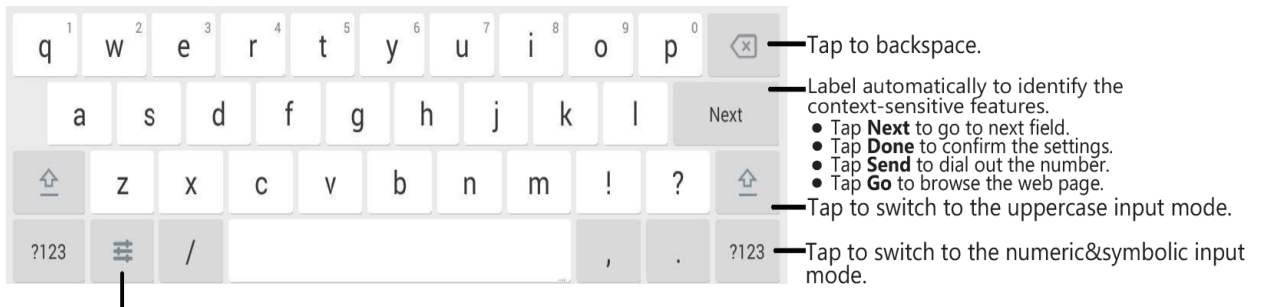 q 1 w 2 e 3 r 4 t 5 y 6 u 7 i 8 o 9 p 0
Tap to backspace.
a s d f g h j k l Next
Label automatically to identify the
context-sensitive features.
● Tap Next to go to next field.
● Tap Done to confirm the settings.
● Tap Send to dial out the number.
● Tap Go to browse the web page.
z x c v b n m ! ?
Tap to switch to the uppercase input mode.
?123 / , . ?123
Tap to switch to the numeric&symbolic input
mode.